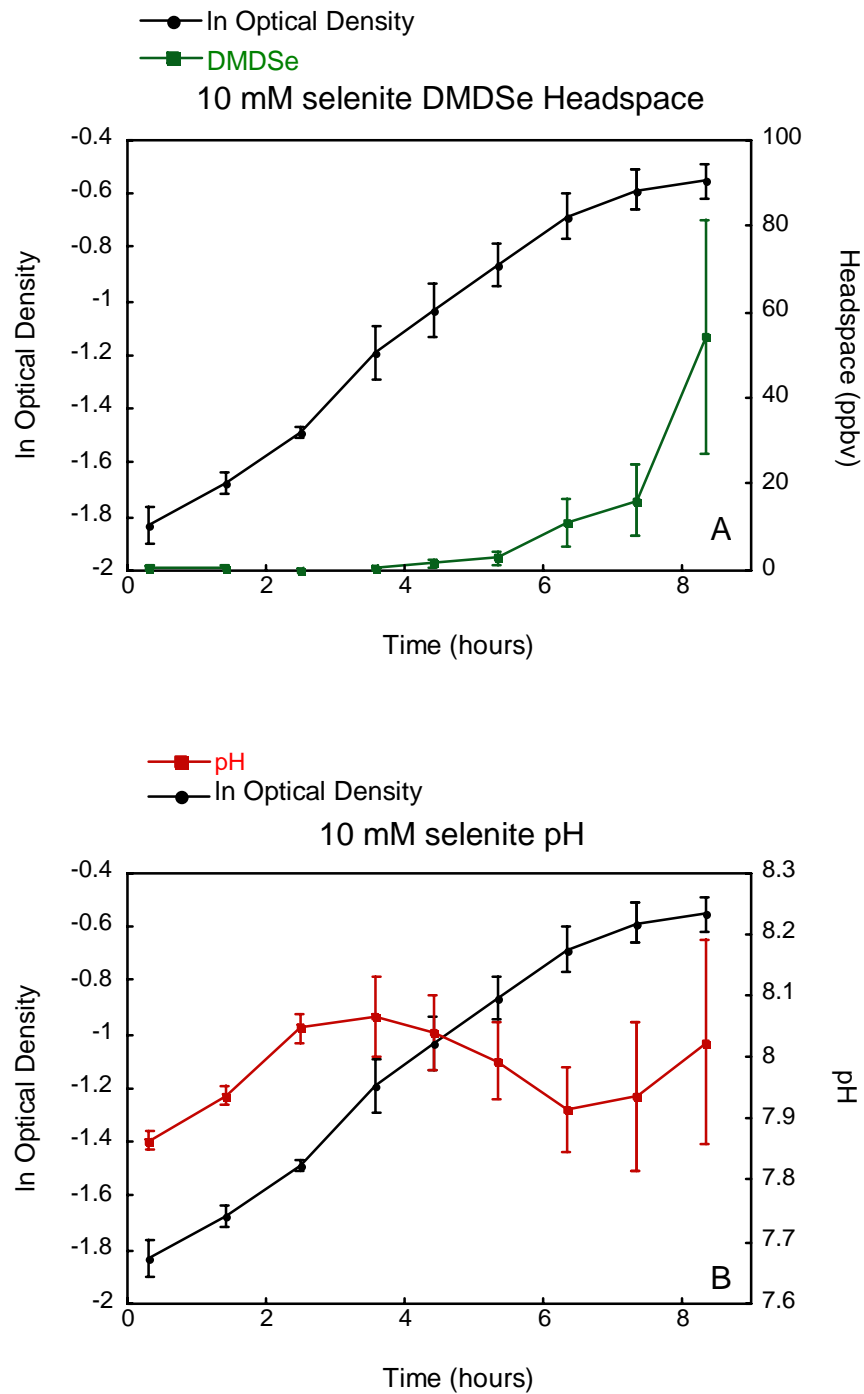 ln Optical Density
DMDSe
10 mM selenite DMDSe Headspace
-0.4
-0.6
-0.8
-1
-1.2
-1.4
-1.6
-1.8
-2
ln Optical Density
100
80
60
40
20
0
Headspace (ppbv)
A
0 2 4 6 8
Time (hours)
pH
ln Optical Density
10 mM selenite pH
-0.4
-0.6
-0.8
-1
-1.2
-1.4
-1.6
-1.8
-2
ln Optical Density
8.3
8.2
8.1
8
7.9
7.8
7.7
7.6
pH
B
0 2 4 6 8
Time (hours)